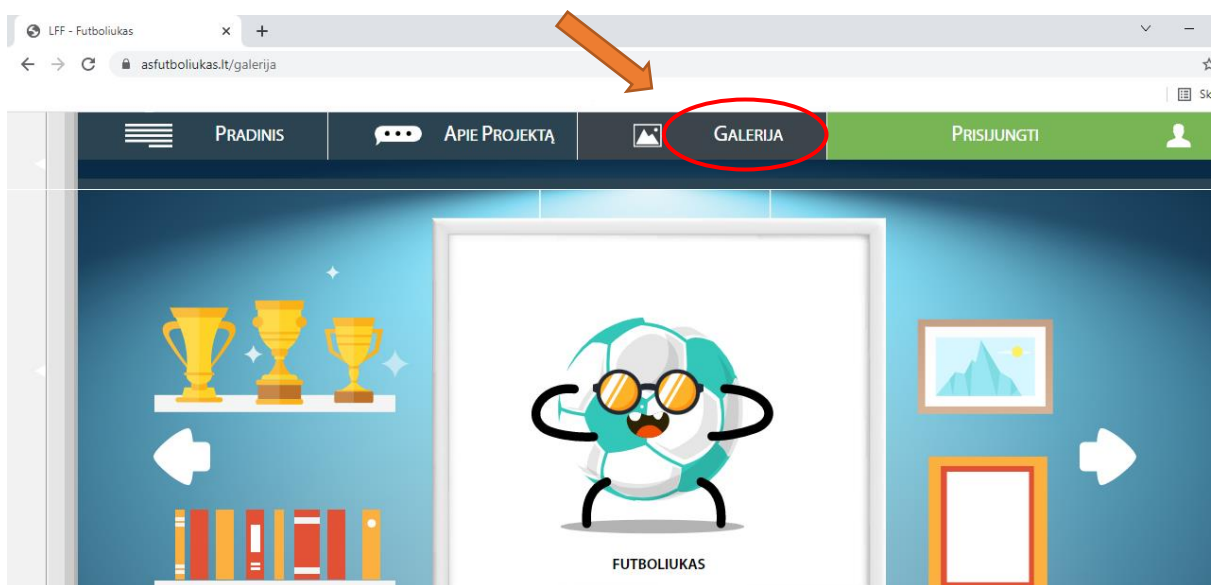 LFF - Futboliukas
asfutboliukas.lt/galerija
Sk
PRADINIS
APIE PROJEKTĄ
GALERIJA
PRISIJUNGTI
FUTBOLIUKAS